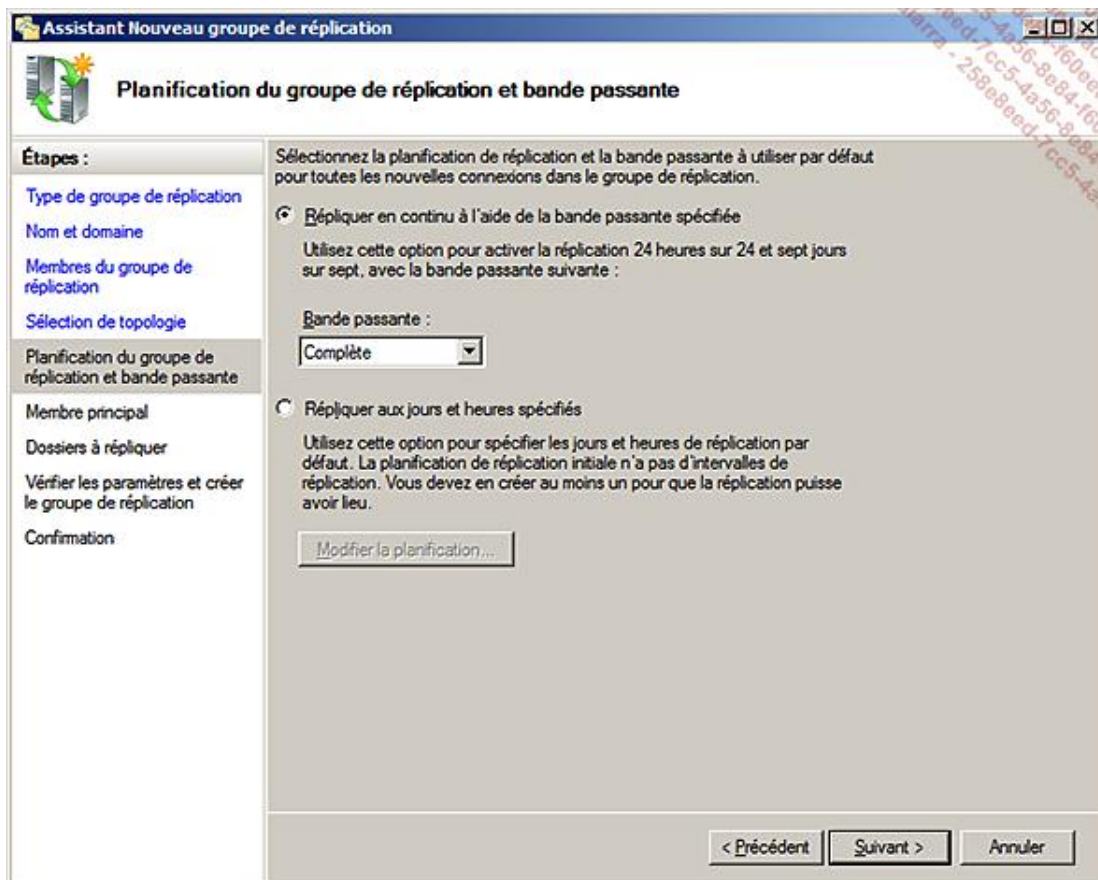 Assistant Nouveau groupe de réplication
Planification du groupe de réplication et bande passante
Étapes :
Type de groupe de réplication
Nom et domaine
Membres du groupe de
réplication
Sélection de topologie
Planification du groupe de
réplication et bande passante
Membre principal
Dossiers à répliquer
Vérifier les paramètres et créer
le groupe de réplication
Confirmation
Sélectionnez la planification de réplication et la bande passante à utiliser par défaut
pour toutes les nouvelles connexions dans le groupe de réplication.
Répliquer en continu à l'aide de la bande passante spécifiée
Utilisez cette option pour activer la réplication 24 heures sur 24 et sept jours
sur sept, avec la bande passante suivante :
Bande passante :
Complète
Répliquer aux jours et heures spécifiés
Utilisez cette option pour spécifier les jours et heures de réplication par
défaut. La planification de réplication initiale n'a pas d'intervalles de
réplication. Vous devez en créer au moins un pour que la réplication puisse
avoir lieu.
Modifier la planification...
< Précédent
Suivant >
Annuler